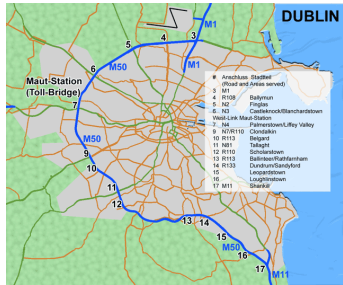 DUBLIN
M1
3
4
5
M50
M1
6
Maut-Station
(Toll-Bridge)
7
M50
9
10
11
12
13 14
15
M50
16
17
M11
# Anschluss Stadtteil
(Road and Areas served)
3 M1
4 R108 Ballymun
5 N2 Finglas
6 N3 Castleknock/Blanchardstown
West-Link Maut-Station
7 N4 Palmerstown/Liffey Valley
9 N7/R110 Clondalkin
10 R113 Belgard
11 N81 Tallaght
12 R110 Scholarstown
13 R113 Ballinteer/Rathfarnham
14 R133 Dundrum/Sandyford
15 Leopardstown
16 Loughlinstown
17 M11 Shankill